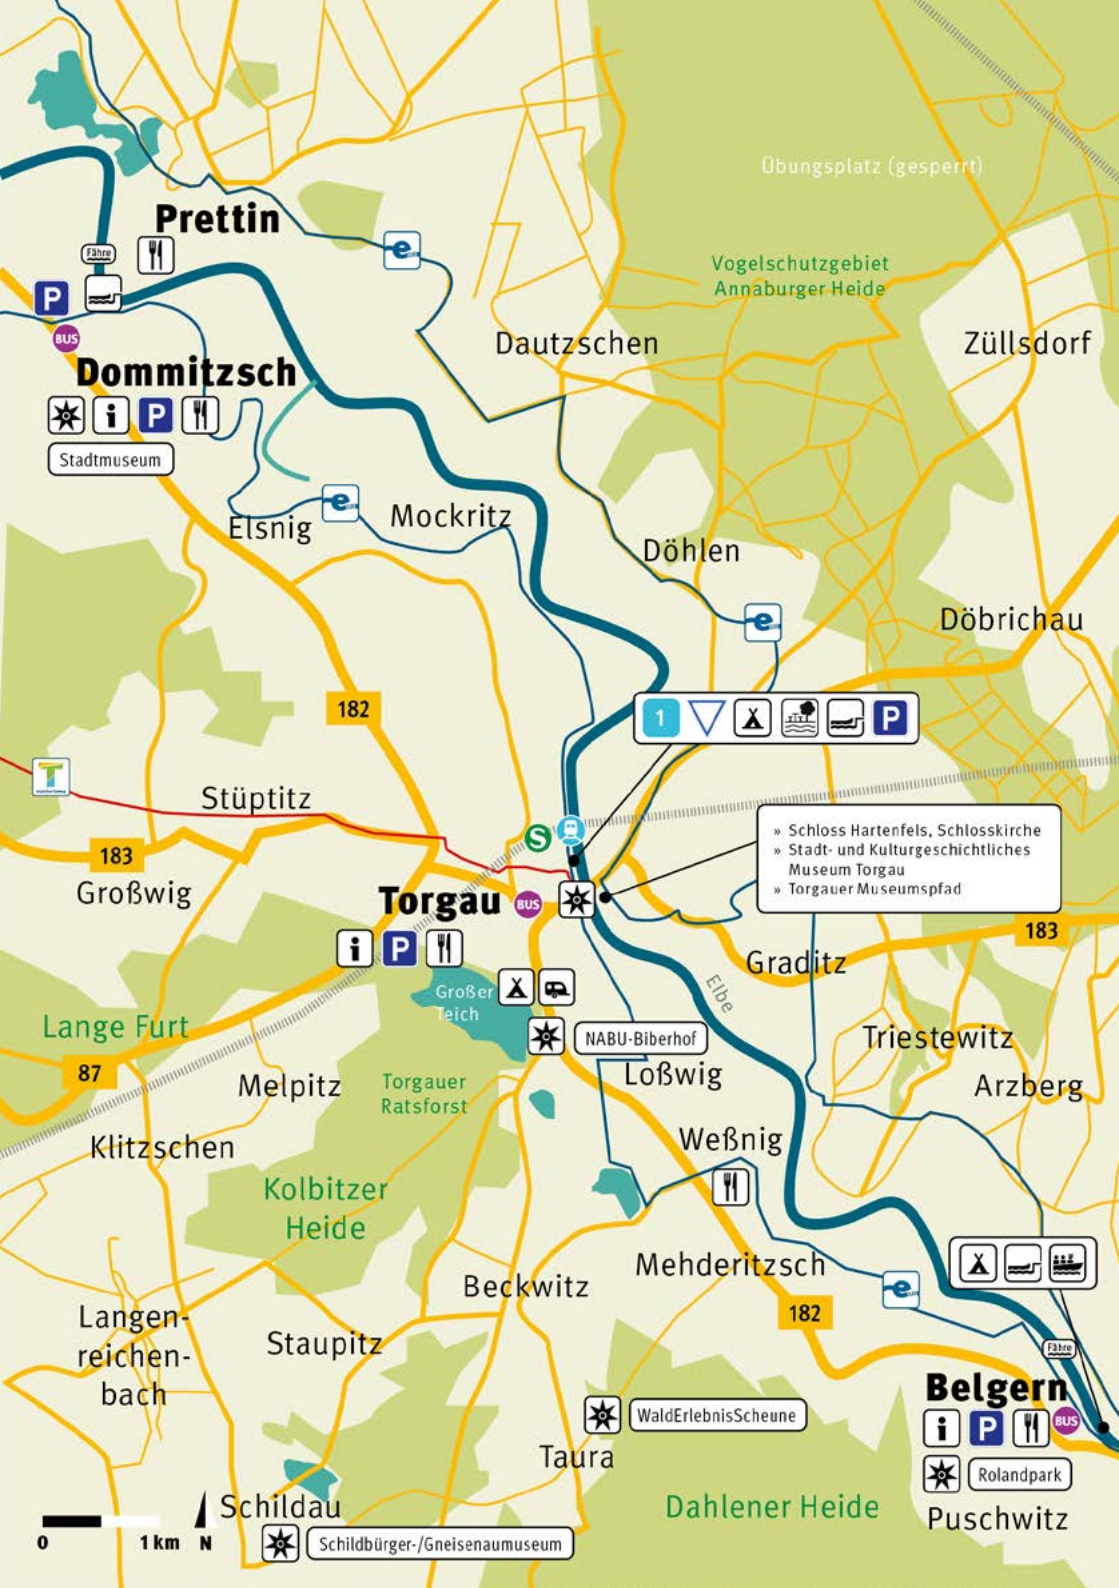 Übungsplatz (gesperrt)
Prettin
Fähre
Vogelschutzgebiet
Annaburger Heide
P
BUS
Dautzschen
Züllsdorf
Dommitzsch
i P
Stadtmuseum
Elsnig
Mockritz
Döhlen
Döbrichau
182
1 P
T
Stüptitz
S
183
Großwig
» Schloss Hartenfels, Schlosskirche
» Stadt- und Kulturgeschichtliches
Museum Torgau
» Torgauer Museumspfad
Torgau
BUS
183
i P
Graditz
Großer
Teich
Elbe
Lange Furt
NABU-Biberhof
Triestewitz
87
Melpitz
Torgauer
Ratsforst
Loßwig
Arzberg
Klitzschen
Weßnig
Kolbitzer
Heide
Mehderitzsch
Beckwitz
e
182
Langen-
reichen-
bach
Staupitz
Fähre
Belgern
i P BUS
WaldErlebnisScheune
Taura
Rolandpark
Schildau
Dahlener Heide
Puschwitz
0 1 km N
Schildbürger-/Gneisenaumuseum